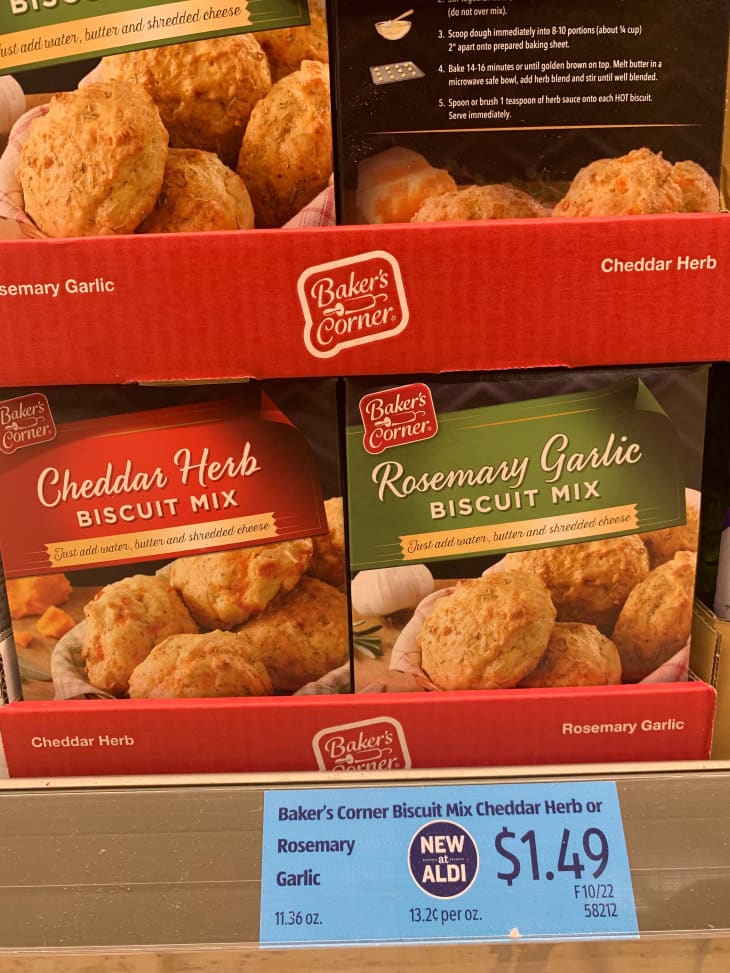 BISCUIT MIX
Just add water, butter and shredded cheese
(do not over mix).
3. Scoop dough immediately into 8-10 portions (about ¼ cup)
2" apart onto prepared baking sheet.
4. Bake 14-16 minutes or until golden brown on top. Melt butter in a
microwave safe bowl, add herb blend and stir until well blended.
5. Spoon or brush 1 teaspoon of herb sauce onto each HOT biscuit.
Serve immediately.
semary Garlic
Baker's
Corner®
Cheddar Herb
Baker's
Corner
Cheddar Herb
BISCUIT MIX
Just add water, butter and shredded cheese
Baker's
Corner
Rosemary Garlic
BISCUIT MIX
Just add water, butter and shredded cheese
Cheddar Herb
Baker's
Corner
Rosemary Garlic
Baker's Corner Biscuit Mix Cheddar Herb or
Rosemary
Garlic
NEW
at
ALDI
$1.49
F10/22
11.36 oz.
13.2¢ per oz.
58212